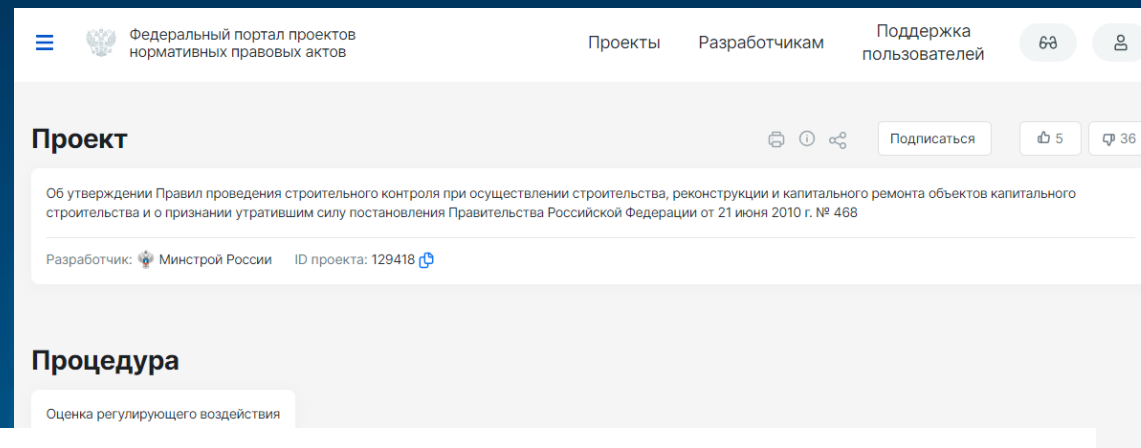 Федеральный портал проектов
нормативных правовых актов
Проекты
Разработчикам
Поддержка
пользователей
Проект
Подписаться
5
36
Об утверждении Правил проведения строительного контроля при осуществлении строительства, реконструкции и капитального ремонта объектов капитального
строительства и о признании утратившим силу постановления Правительства Российской Федерации от 21 июня 2010 г. № 468
Разработчик: Минстрой России ID проекта: 129418
Процедура
Оценка регулирующего воздействия